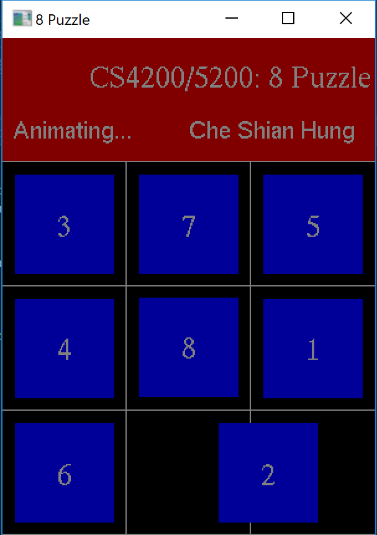 8 Puzzle
CS4200/5200: 8 Puzzle
Animating... Che Shian Hung
3 7 5
4 8 1
6 2